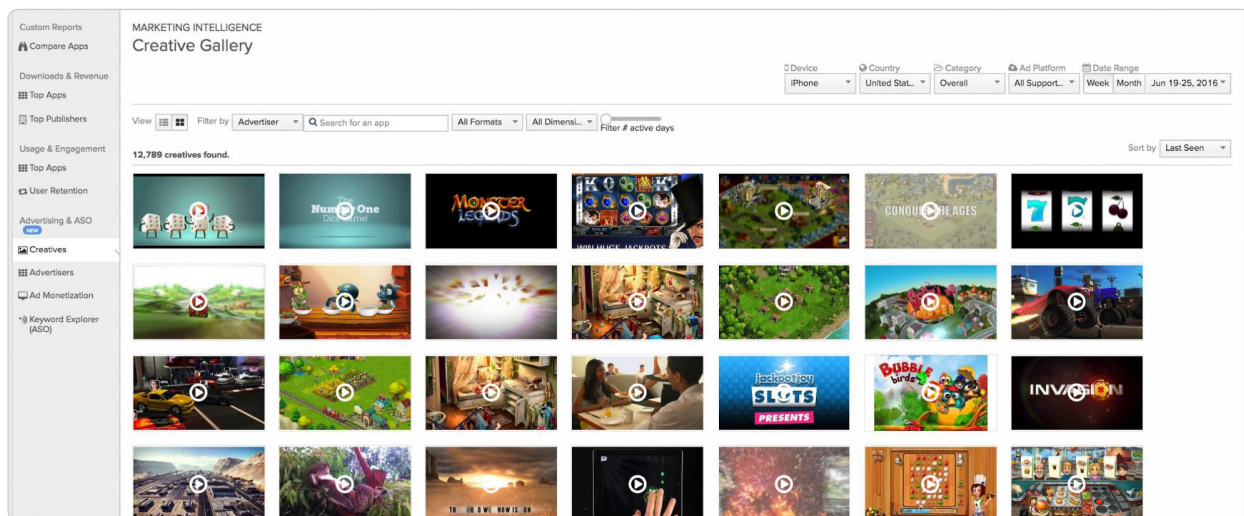 Custom Reports
Compare Apps
Downloads & Revenue
Top Apps
Top Publishers
Usage & Engagement
Top Apps
User Retention
Advertising & ASO
NEW
Creatives
Advertisers
Ad Monetization
Keyword Explorer
(ASO)
MARKETING INTELLIGENCE
Creative Gallery
Device
Country
Category
Ad Platform
Date Range
iPhone
United Stat...
Overall
All Support...
Week
Month
Jun 19-25, 2016
View
Filter by
Advertiser
Search for an app
All Formats
All Dimensi...
Filter # active days
12,789 creatives found.
Sort by
Last Seen
The
Number One
MONSTER
LEGENDS
WIN HUGE JACKPOTS
CONQUER THE AGES
7
jackpotjoy
SLOTS
PRESENTS
BUBBLE
birds
INVASION